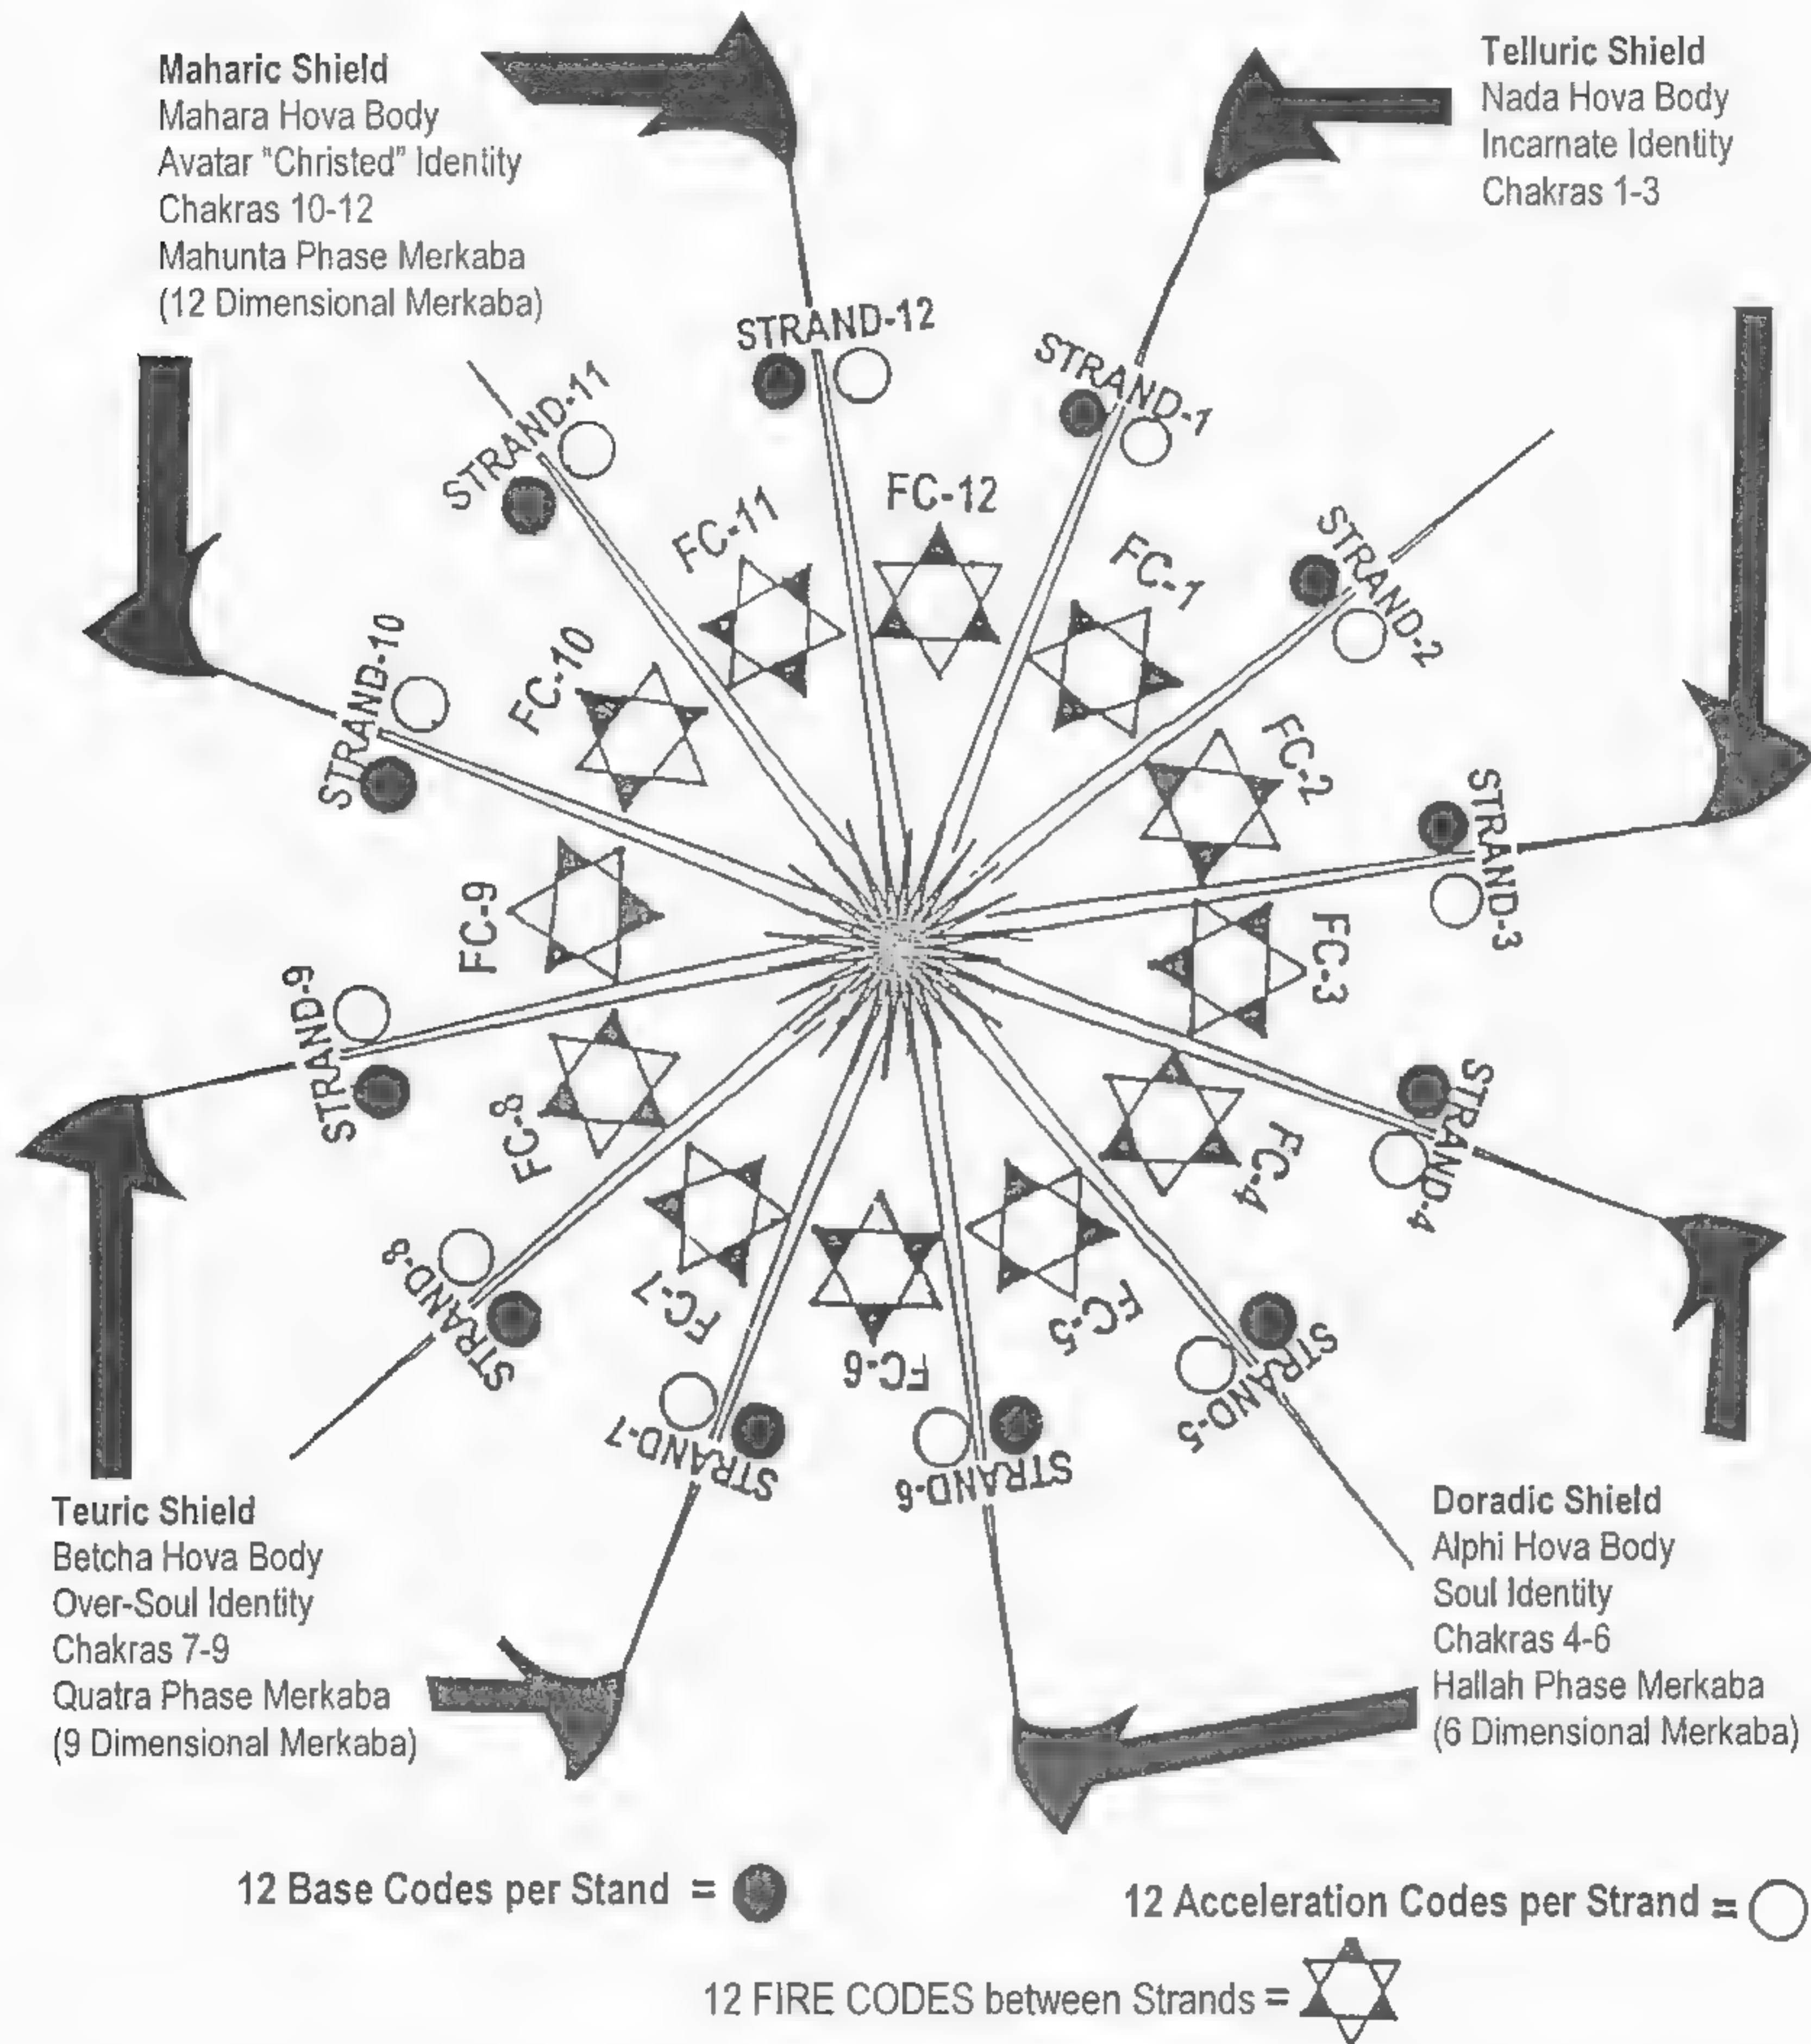 Maharic Shield
Mahara Hova Body
Avatar "Christed" Identity
Chakras 10-12
Mahunta Phase Merkaba
(12 Dimensional Merkaba)
Telluric Shield
Nada Hova Body
Incarnate Identity
Chakras 1-3
STRAND-12
STRAND-1
STRAND-11
STRAND-2
FC-12
FC-11
FC-1
STRAND-10
FC-10
FC-2
STRAND-3
FC-9
FC-3
STRAND-9
FC-8
FC-4
STRAND-4
STRAND-8
FC-7
FC-6
FC-5
STRAND-5
STRAND-7
STRAND-6
Teuric Shield
Betcha Hova Body
Over-Soul Identity
Chakras 7-9
Quatra Phase Merkaba
(9 Dimensional Merkaba)
Doradic Shield
Alphi Hova Body
Soul Identity
Chakras 4-6
Hallah Phase Merkaba
(6 Dimensional Merkaba)
12 Base Codes per Stand =
12 Acceleration Codes per Strand =
12 FIRE CODES between Strands =